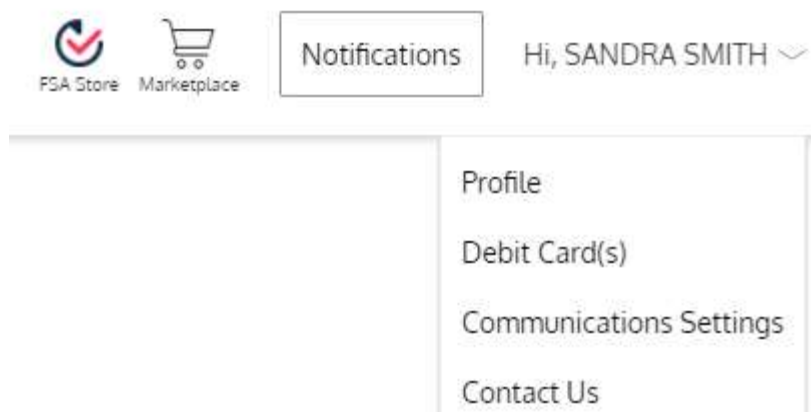 FSA Store
Marketplace
Notifications
Hi, SANDRA SMITH
Profile
Debit Card(s)
Communications Settings
Contact Us